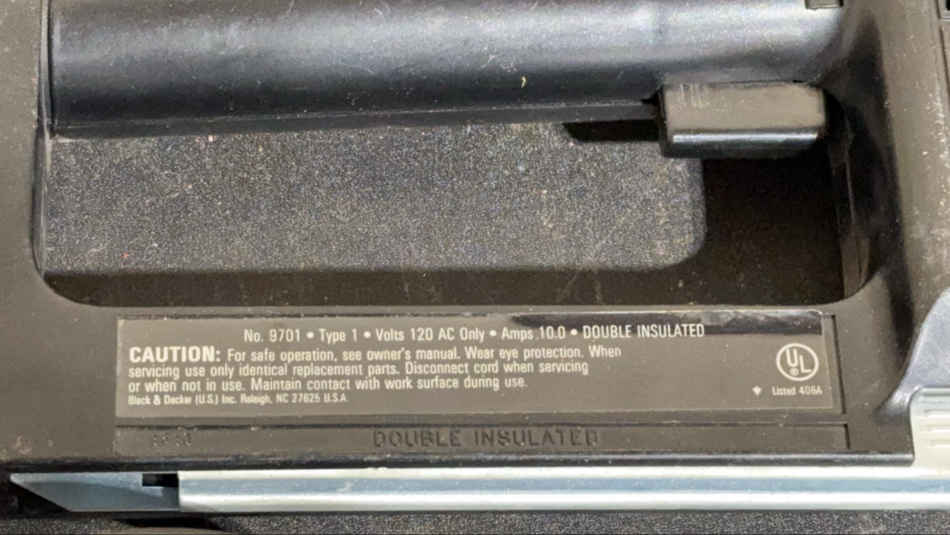 No. 9701 • Type 1 • Volts 120 AC Only • Amps 10.0 • DOUBLE INSULATED
CAUTION: For safe operation, see owner's manual. Wear eye protection. When
servicing use only identical replacement parts. Disconnect cord when servicing
or when not in use. Maintain contact with work surface during use.
Black & Decker (U.S.) Inc. Raleigh, NC 27625 U.S.A.
UL
®
Listed 406A
DOUBLE INSULATED